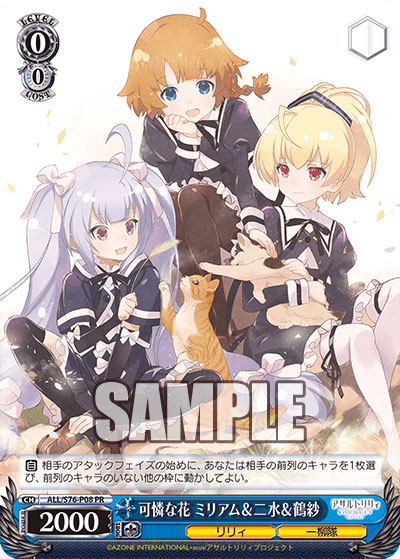 LEVEL
0
0
COST
SAMPLE
自 相手のアタックフェイズの始めに、あなたは相手の前列のキャラを1枚選
び、前列のキャラのいない他の枠に動かしてよい。
CH ALL/S76-P08 PR
可憐な花 ミリアム&二水&鶴紗
アサルトリリィ
BOUQUET
2000
リリィ
一柳隊
©AZONE INTERNATIONAL・acus/アサルトリリィプロジェクト